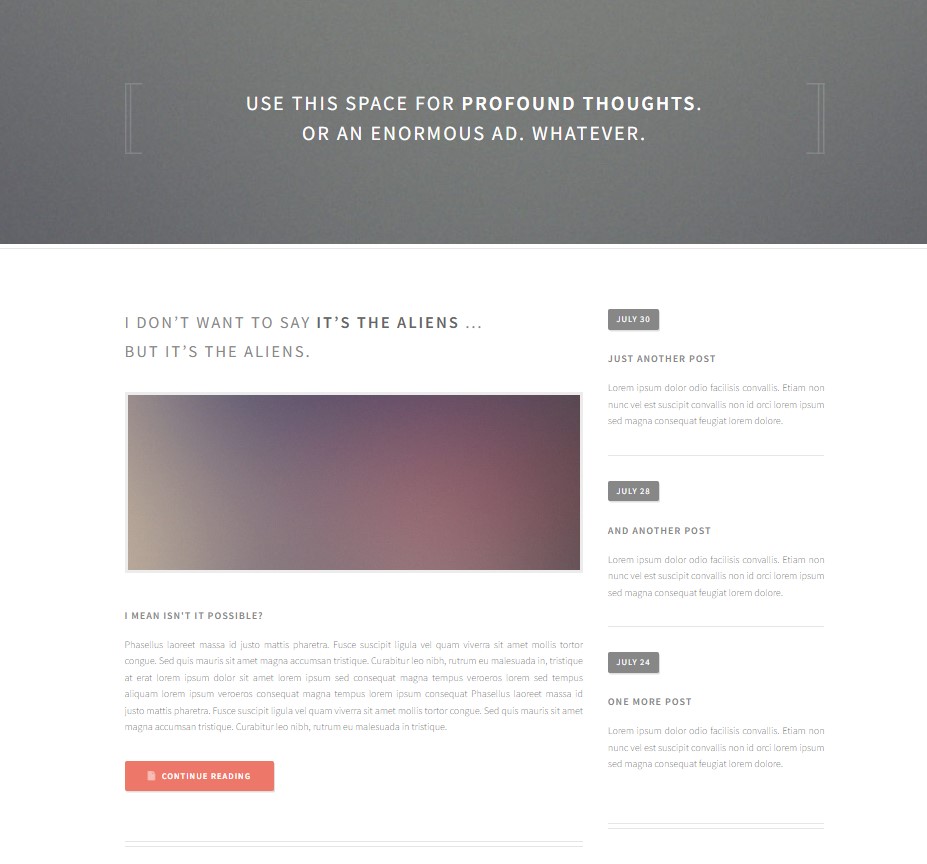 USE THIS SPACE FOR PROFOUND THOUGHTS.
OR AN ENORMOUS AD. WHATEVER.
I DON’T WANT TO SAY IT’S THE ALIENS ...
BUT IT’S THE ALIENS.
I MEAN ISN'T IT POSSIBLE?
Phasellus laoreet massa id justo mattis pharetra. Fusce suscipit ligula vel quam viverra sit amet mollis tortor
congue. Sed quis mauris sit amet magna accumsan tristique. Curabitur leo nibh, rutrum eu malesuada in, tristique
at erat lorem ipsum dolor sit amet lorem ipsum sed consequat magna tempus veroeros lorem sed tempus
aliquam lorem ipsum veroeros consequat magna tempus lorem ipsum consequat Phasellus laoreet massa id
justo mattis pharetra. Fusce suscipit ligula vel quam viverra sit amet mollis tortor congue. Sed quis mauris sit amet
magna accumsan tristique. Curabitur leo nibh, rutrum eu malesuada in tristique.
CONTINUE READING
JULY 30
JUST ANOTHER POST
Lorem ipsum dolor odio facilisis convallis. Etiam non
nunc vel est suscipit convallis non id orci lorem ipsum
sed magna consequat feugiat lorem dolore.
JULY 28
AND ANOTHER POST
Lorem ipsum dolor odio facilisis convallis. Etiam non
nunc vel est suscipit convallis non id orci lorem ipsum
sed magna consequat feugiat lorem dolore.
JULY 24
ONE MORE POST
Lorem ipsum dolor odio facilisis convallis. Etiam non
nunc vel est suscipit convallis non id orci lorem ipsum
sed magna consequat feugiat lorem dolore.